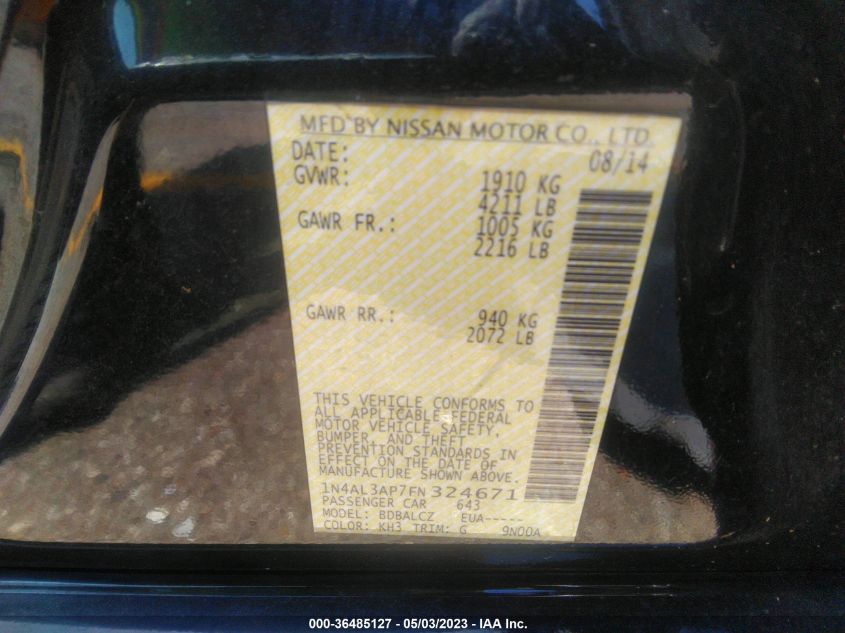 MFD BY NISSAN MOTOR CO., LTD.
DATE: 08/14
GVWR: 1910 KG
4211 LB
GAWR FR.: 1005 KG
2216 LB
GAWR RR.: 940 KG
2072 LB
THIS VEHICLE CONFORMS TO
ALL APPLICABLE FEDERAL
MOTOR VEHICLE SAFETY,
BUMPER, AND THEFT
PREVENTION STANDARDS IN
EFFECT ON THE DATE OF
MANUFACTURE SHOWN ABOVE.
1N4AL3AP7FN324671
PASSENGER CAR 643
MODEL: BDBALCZ EUA-----
COLOR: KH3 TRIM: G 9N00A
000-36485127 - 05/03/2023 - IAA Inc.